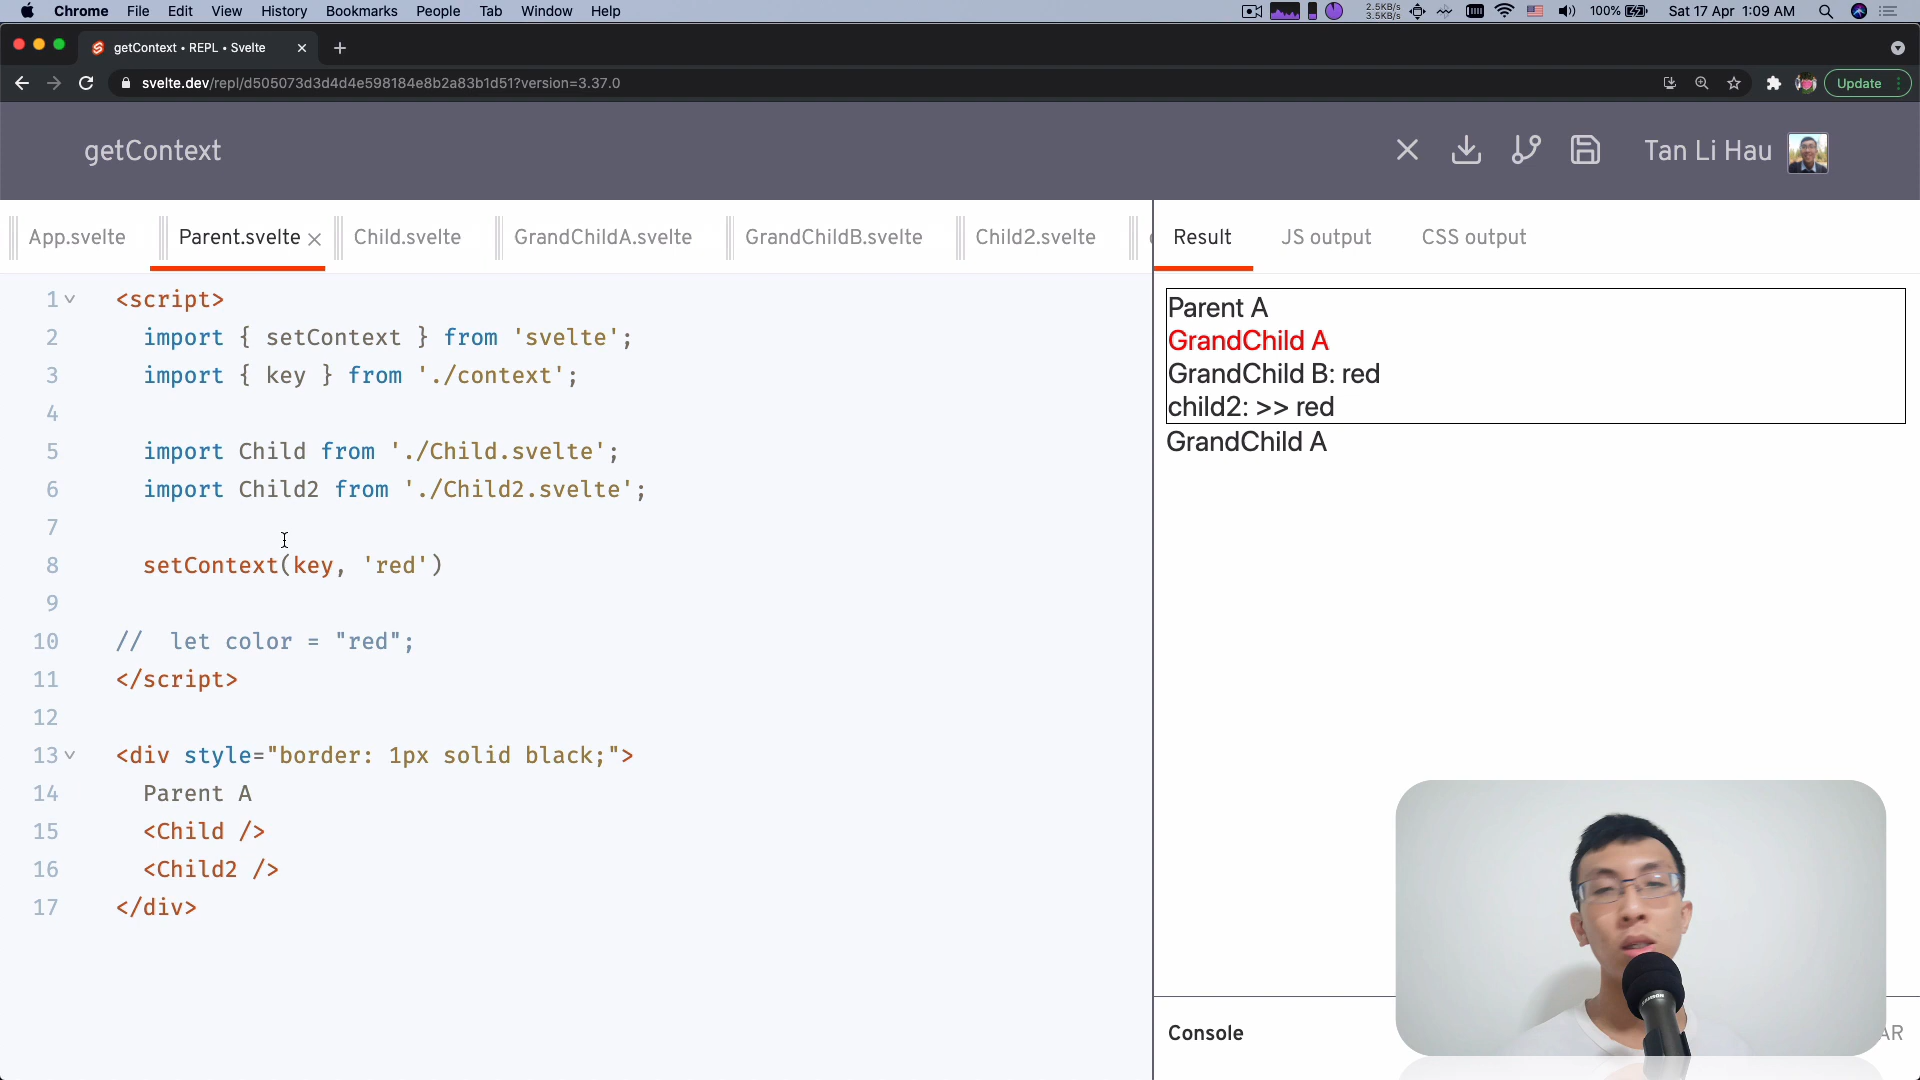 Chrome File Edit View History Bookmarks People Tab Window Help
2.5KB/s
3.5KB/s
100%
Sat 17 Apr 1:09 AM
getContext • REPL • Svelte
svelte.dev/repl/d505073d3d4d4e598184e8b2a83b1d51?version=3.37.0
Update
getContext
Tan Li Hau
App.svelte
Parent.svelte
Child.svelte
GrandChildA.svelte
GrandChildB.svelte
Child2.svelte
Result
JS output
CSS output
1 <script>
2 import { setContext } from 'svelte';
3 import { key } from './context';
4
5 import Child from './Child.svelte';
6 import Child2 from './Child2.svelte';
7
8 setContext(key, 'red')
9
10 // let color = "red";
11 </script>
12
13 <div style="border: 1px solid black;">
14 Parent A
15 <Child />
16 <Child2 />
17 </div>
Parent A
GrandChild A
GrandChild B: red
child2: >> red
GrandChild A
Console